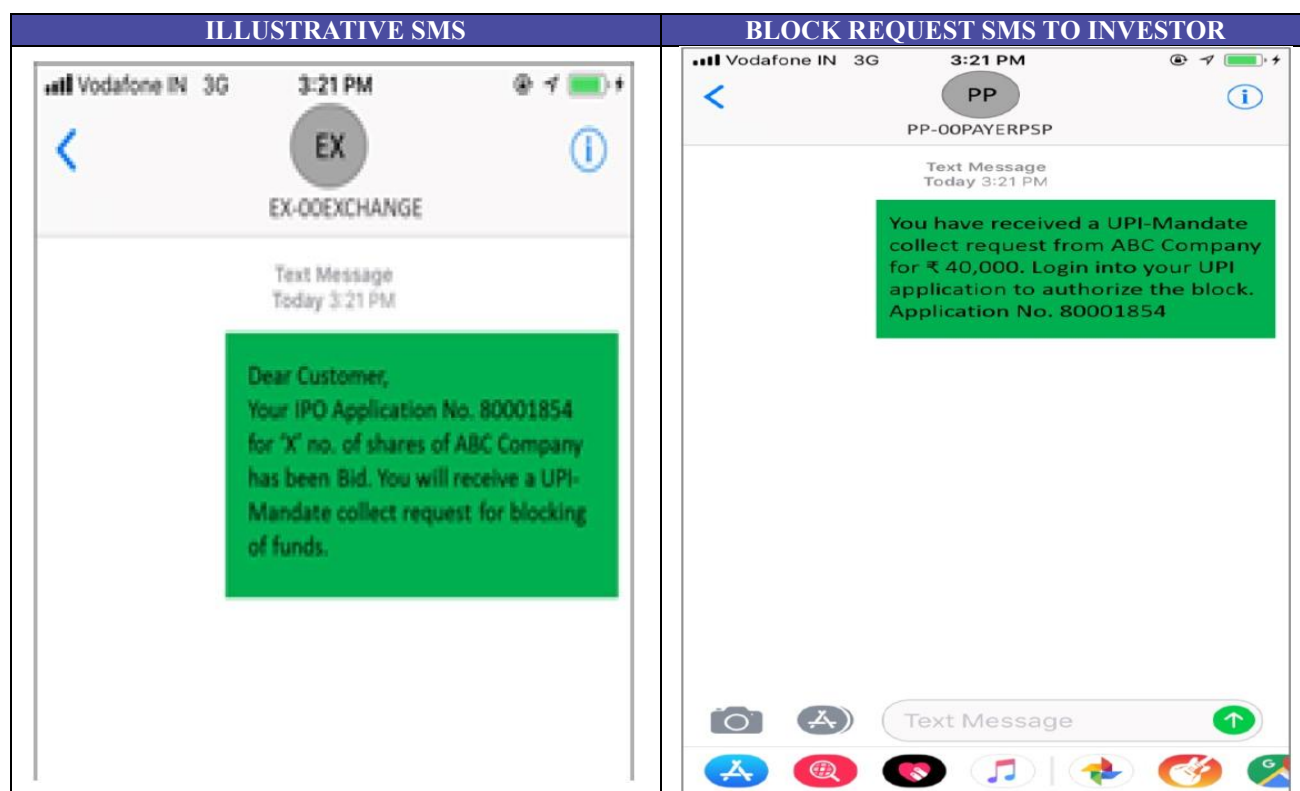 ILLUSTRATIVE SMS
Vodafone IN 3G 3:21 PM
EX
EX-00EXCHANGE
Text Message
Today 3:21 PM
Dear Customer,
Your IPO Application No. 80001854
for 'X' no. of shares of ABC Company
has been Bid. You will receive a UPI-
Mandate collect request for blocking
of funds.
BLOCK REQUEST SMS TO INVESTOR
Vodafone IN 3G 3:21 PM
PP
PP-00PAYERPSP
Text Message
Today 3:21 PM
You have received a UPI-Mandate
collect request from ABC Company
for ₹ 40,000. Login into your UPI
application to authorize the block.
Application No. 80001854
Text Message
G